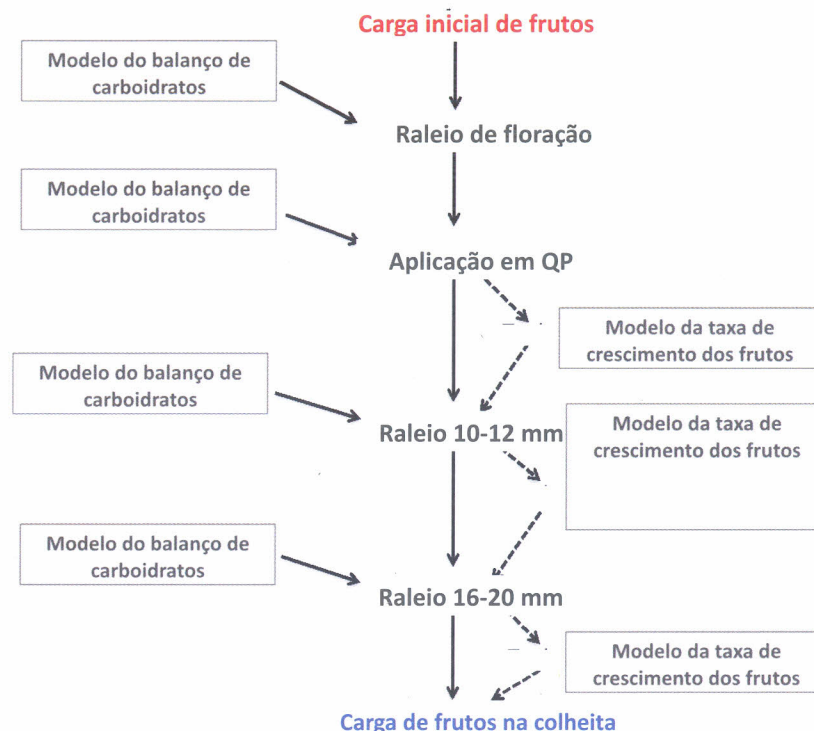 Carga inicial de frutos
Modelo do balanço de
carboidratos
Raleio de floração
Modelo do balanço de
carboidratos
Aplicação em QP
Modelo da taxa de
crescimento dos frutos
Modelo do balanço de
carboidratos
Raleio 10-12 mm
Modelo da taxa de
crescimento dos frutos
Modelo do balanço de
carboidratos
Raleio 16-20 mm
Modelo da taxa de
crescimento dos frutos
Carga de frutos na colheita